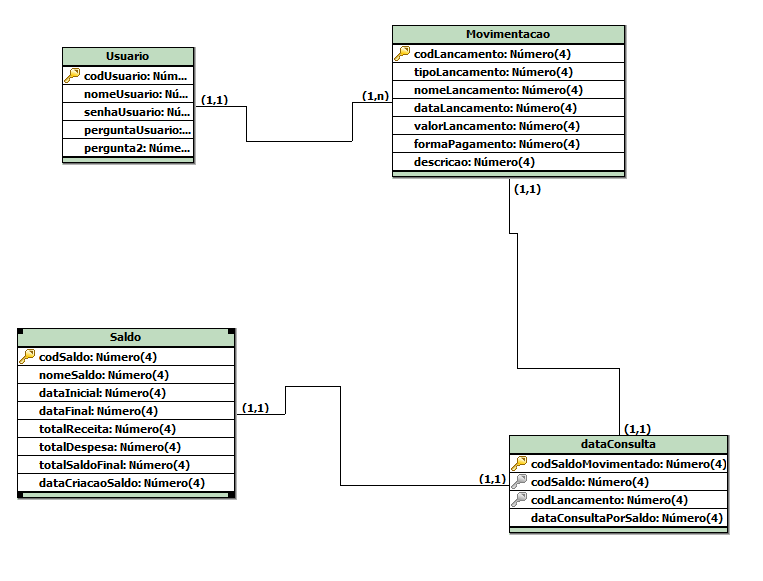 Usuario
codUsuario: Núm...
nomeUsuario: Nú...
senhaUsuario: Nú...
perguntaUsuario:...
pergunta2: Núme...
(1,1)
(1,n)
Movimentacao
codLancamento: Número(4)
tipoLancamento: Número(4)
nomeLancamento: Número(4)
dataLancamento: Número(4)
valorLancamento: Número(4)
formaPagamento: Número(4)
descricao: Número(4)
(1,1)
Saldo
codSaldo: Número(4)
nomeSaldo: Número(4)
dataInicial: Número(4)
dataFinal: Número(4)
totalReceita: Número(4)
totalDespesa: Número(4)
totalSaldoFinal: Número(4)
dataCriacaoSaldo: Número(4)
(1,1)
(1,1)
(1,1)
dataConsulta
codSaldoMovimentado: Número(4)
codSaldo: Número(4)
codLancamento: Número(4)
dataConsultaPorSaldo: Número(4)